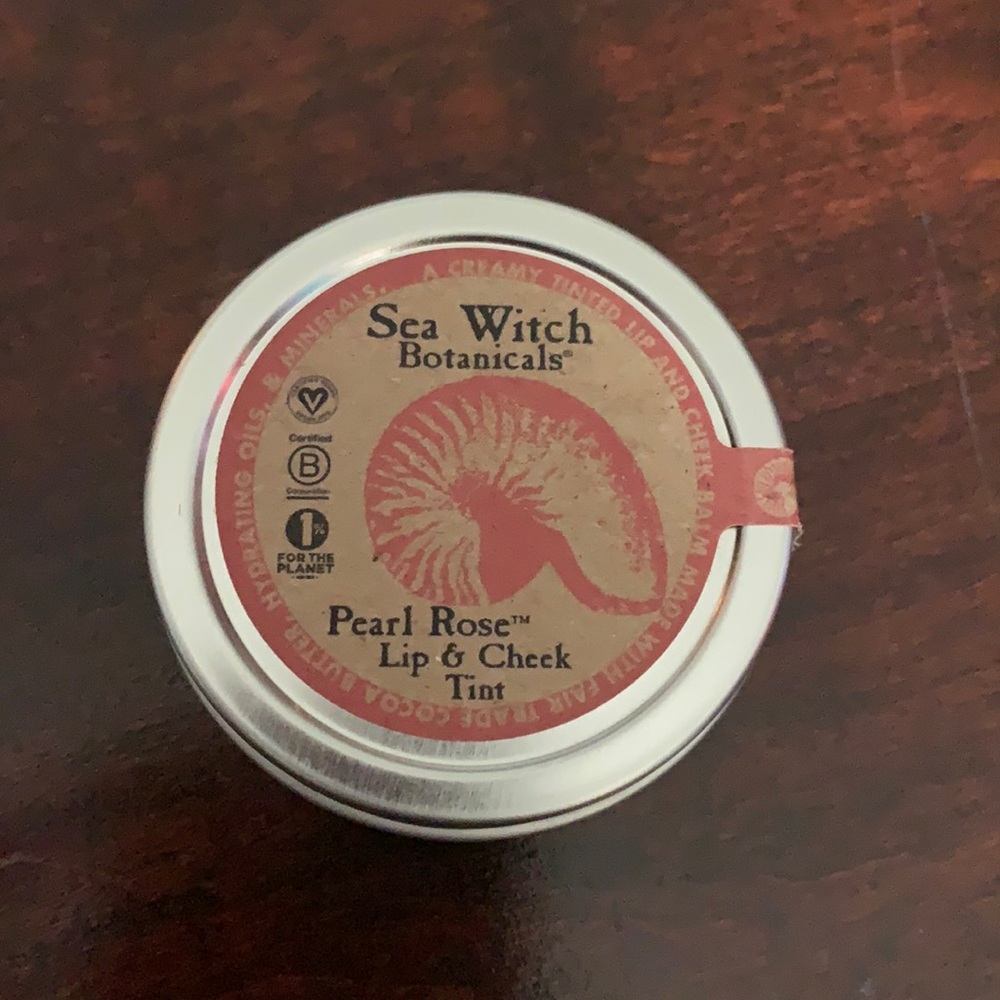 A CREAMY TINTED LIP AND CHEEK BALM MADE WITH FAIR TRADE COCOA BUTTER, HYDRATING OILS, & MINERALS.
Sea Witch
Botanicals®
Certified
B
Corporation
1%
FOR THE
PLANET
Pearl Rose™
Lip & Cheek
Tint